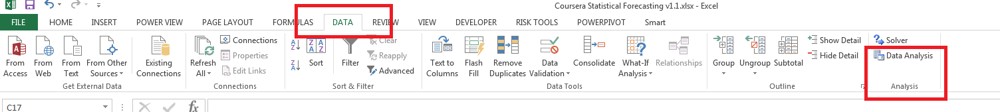 Coursera Statistical Forecasting v1.1.xlsx - Excel
FILE HOME INSERT POWER VIEW PAGE LAYOUT FORMULAS DATA REVIEW VIEW DEVELOPER RISK TOOLS POWERPIVOT Smart
From Access
From Web
From Text
From Other Sources
Existing Connections
Get External Data
Refresh All
Connections
Properties
Edit Links
Connections
A Z
Z A
Z A A Z
Sort
Filter
Clear
Reapply
Advanced
Sort & Filter
Text to Columns
Flash Fill
Remove Duplicates
Data Validation
Consolidate
What-If Analysis
Relationships
Data Tools
Group
Ungroup
Subtotal
Show Detail
Hide Detail
Outline
Solver
Data Analysis
Analysis
C17
fx